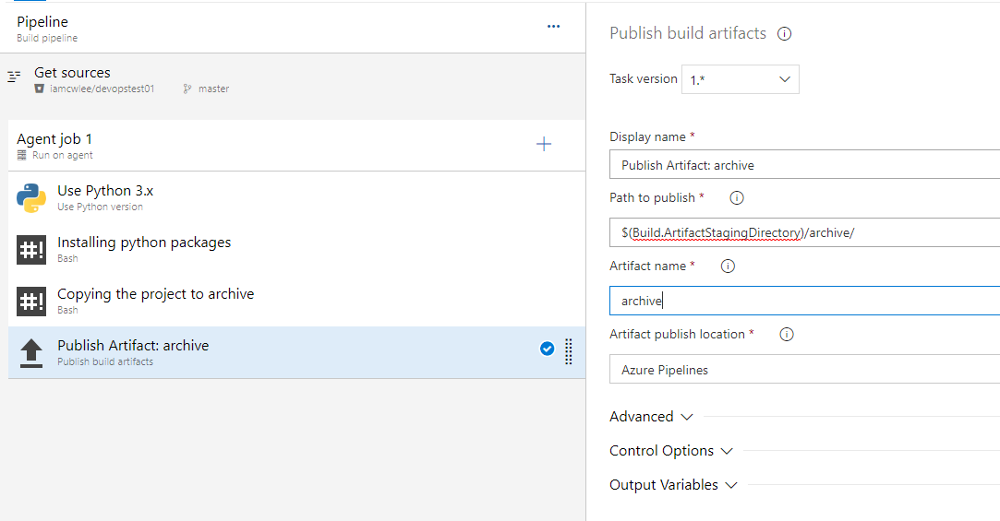 Pipeline
Build pipeline
Get sources
iamcwlee/devopstest01 master
Agent job 1
Run on agent
Use Python 3.x
Use Python version
#!
Installing python packages
Bash
#!
Copying the project to archive
Bash
Publish Artifact: archive
Publish build artifacts
Publish build artifacts
Task version 1.*
Display name *
Publish Artifact: archive
Path to publish *
$(Build.ArtifactStagingDirectory)/archive/
Artifact name *
archive
Artifact publish location *
Azure Pipelines
Advanced
Control Options
Output Variables